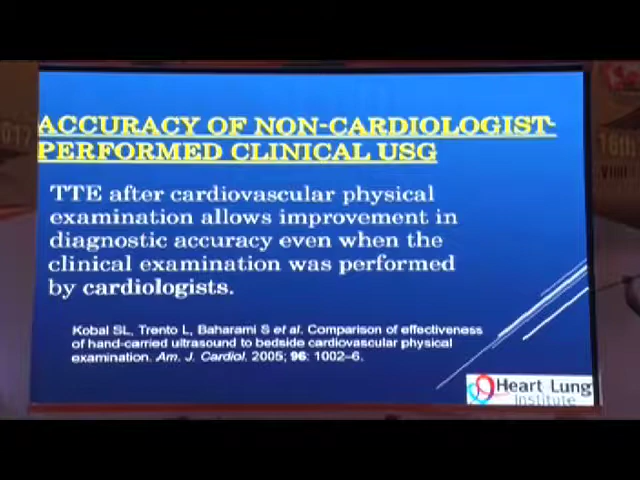 ACCURACY OF NON-CARDIOLOGIST-
PERFORMED CLINICAL USG
TTE after cardiovascular physical
examination allows improvement in
diagnostic accuracy even when the
clinical examination was performed
by cardiologists.
Kobal SL, Trento L, Baharami S et al. Comparison of effectiveness
of hand-carried ultrasound to bedside cardiovascular physical
examination. Am. J. Cardiol. 2005; 96: 1002–6.
Heart Lung
Institute
2017
16th